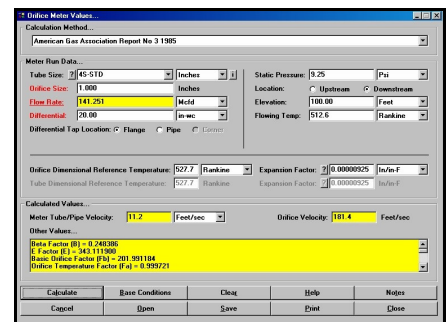 Orifice Meter Values...
Calculation Method...
American Gas Association Report No 3 1985
Meter Run Data...
Tube Size: ? 4S-STD Inches i
Static Pressure: 9.25 Psi
Orifice Size: 1.000 Inches
Location: Upstream Downstream
Flow Rate: 141.251 Mcfd
Elevation: 100.00 Feet
Differential: 20.00 in-wc
Flowing Temp: 512.6 Rankine
Differential Tap Location: Flange Pipe Corner
Orifice Dimensional Reference Temperature: 527.7 Rankine Expansion Factor: ? 0.00000925 In/in-F
Tube Dimensional Reference Temperature: 527.7 Rankine Expansion Factor: ? 0.00000925 In/in-F
Calculated Values...
Meter Tube/Pipe Velocity: 11.2 Feet/sec Orifice Velocity: 181.4 Feet/sec
Other Values...
Beta Factor (B) = 0.248386
E Factor (E) = 343.111900
Basic Orifice Factor (Fb) = 201.991184
Orifice Temperature Factor (Fa) = 0.999721
Calculate Base Conditions Clear Help Notes
Cancel Open Save Print Close